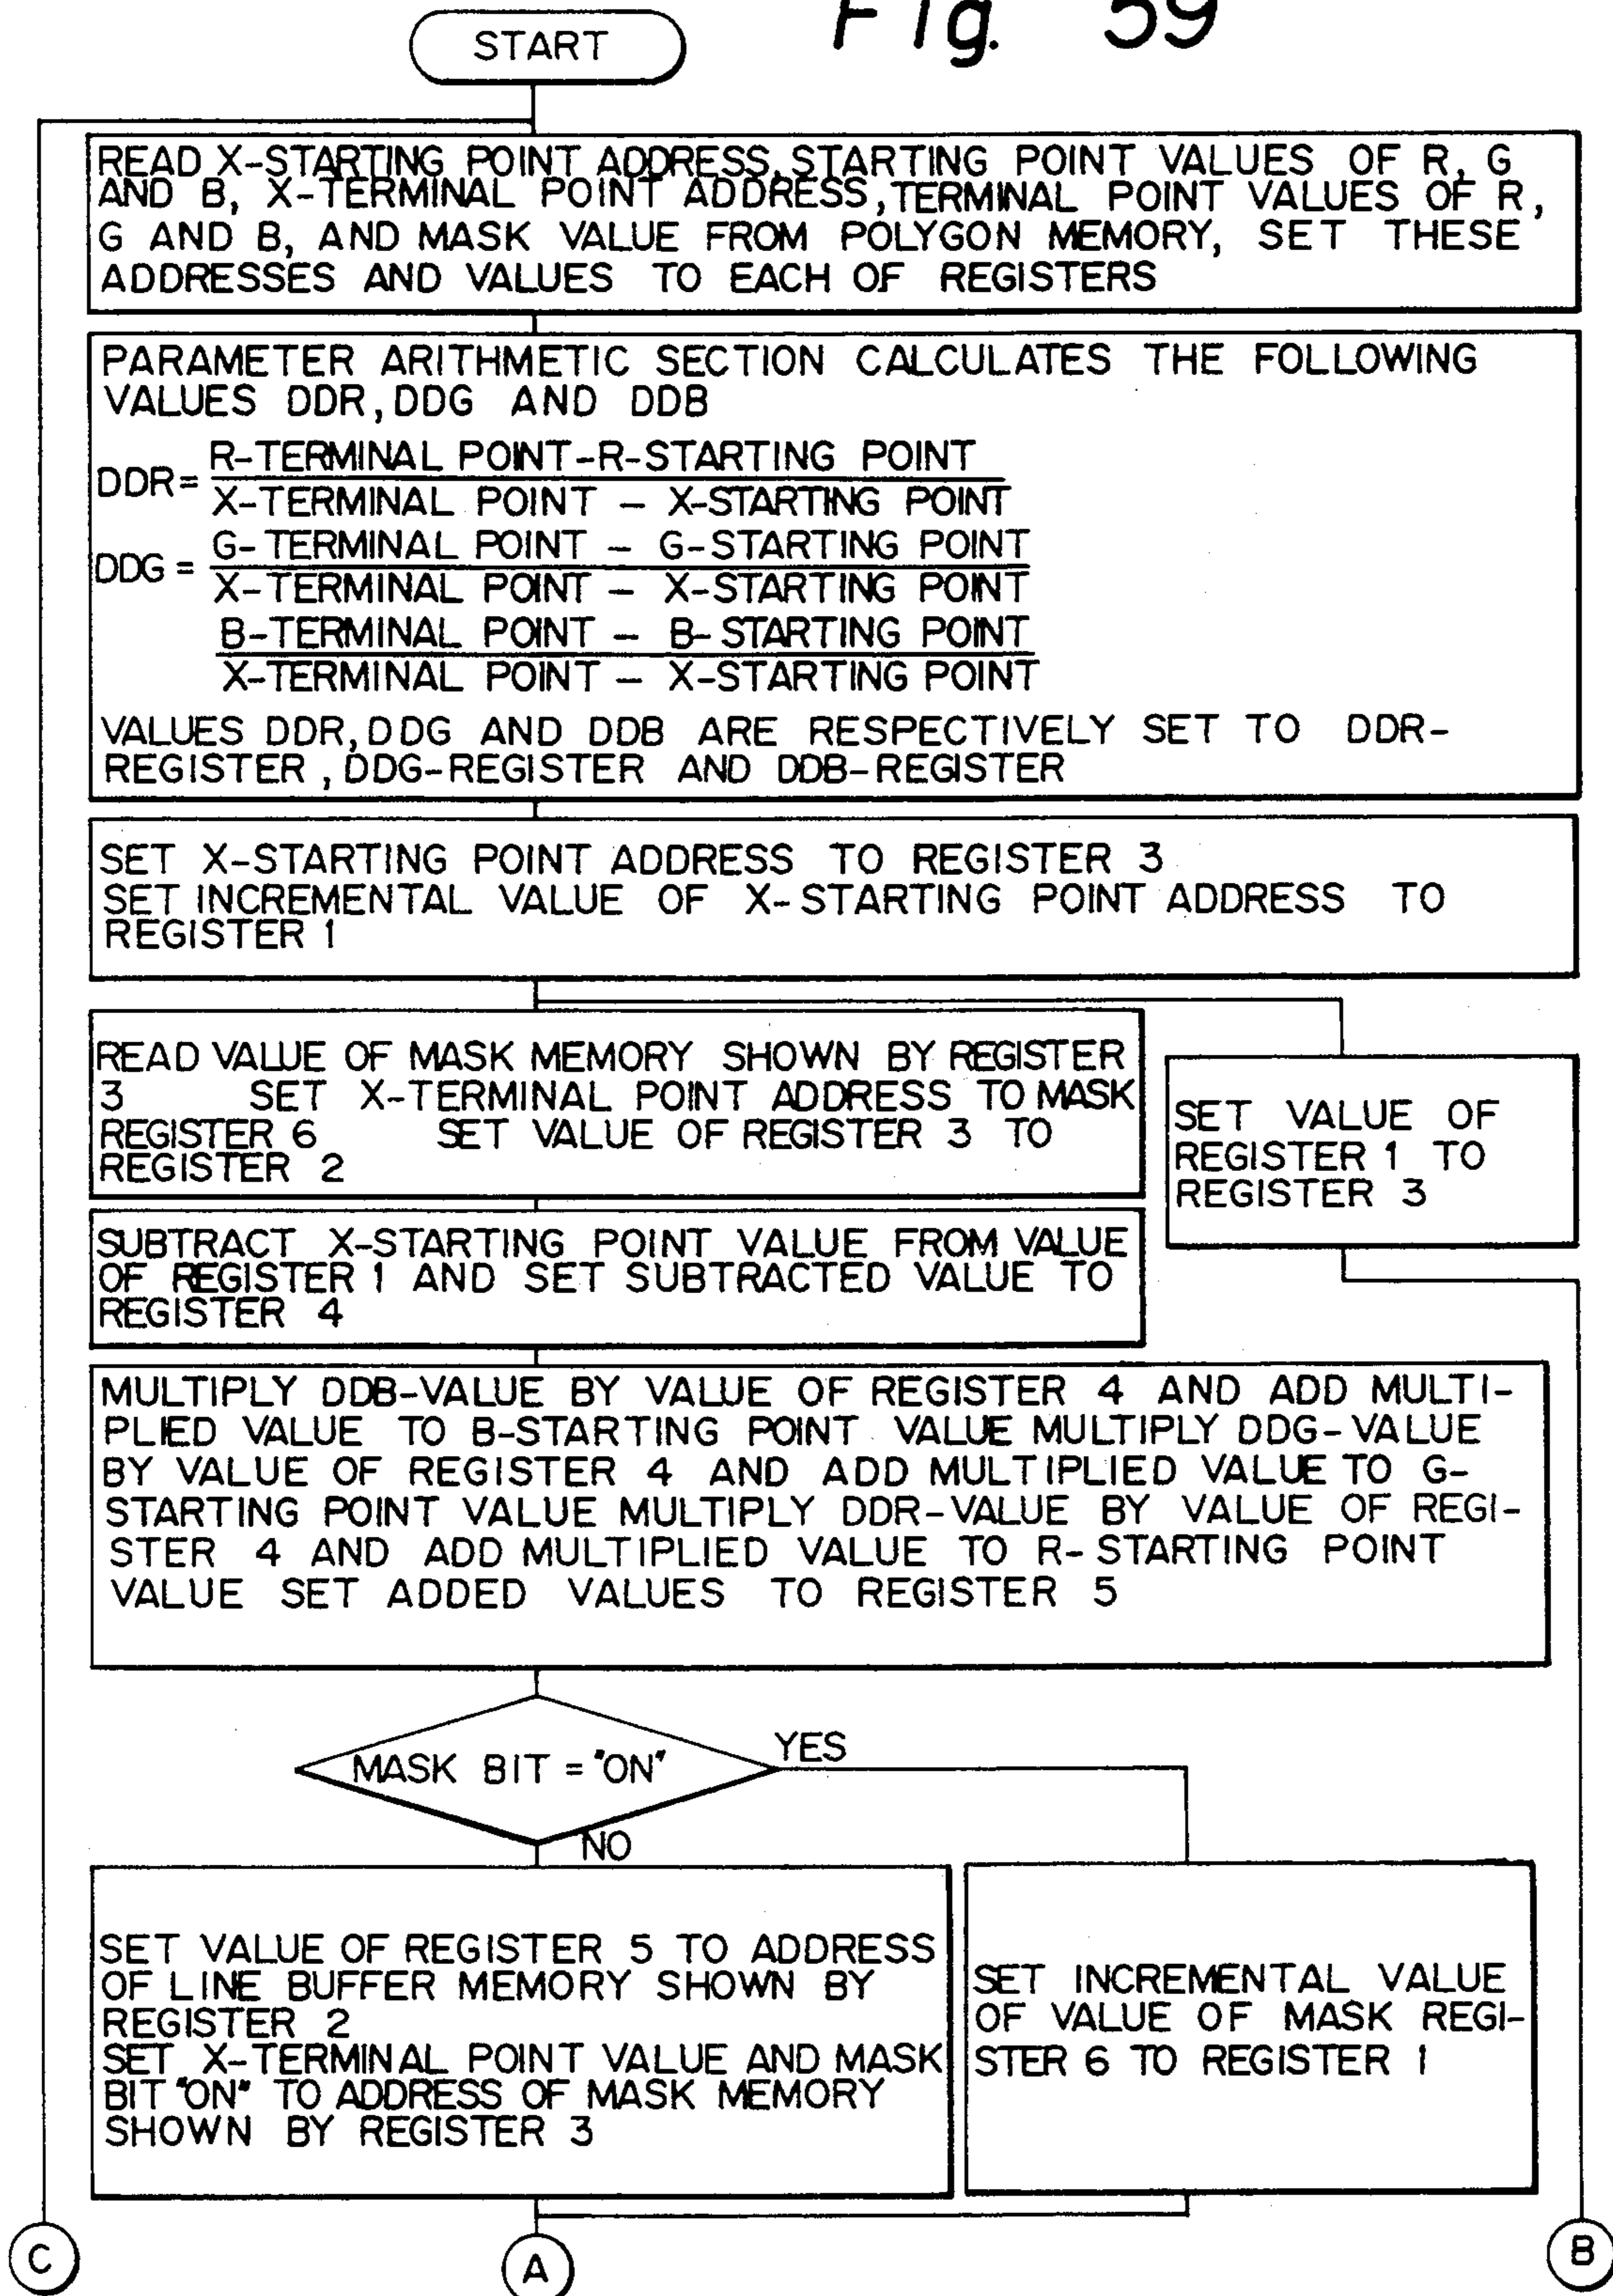 Fig. 59
START
READ X-STARTING POINT ADDRESS, STARTING POINT VALUES OF R, G
AND B, X-TERMINAL POINT ADDRESS, TERMINAL POINT VALUES OF R,
G AND B, AND MASK VALUE FROM POLYGON MEMORY, SET THESE
ADDRESSES AND VALUES TO EACH OF REGISTERS
PARAMETER ARITHMETIC SECTION CALCULATES THE FOLLOWING
VALUES DDR, DDG AND DDB
DDR= R-TERMINAL POINT-R-STARTING POINT
X-TERMINAL POINT - X-STARTING POINT
DDG = G-TERMINAL POINT - G-STARTING POINT
X-TERMINAL POINT - X-STARTING POINT
B-TERMINAL POINT - B-STARTING POINT
X-TERMINAL POINT - X-STARTING POINT
VALUES DDR, DDG AND DDB ARE RESPECTIVELY SET TO DDR-
REGISTER, DDG-REGISTER AND DDB-REGISTER
SET X-STARTING POINT ADDRESS TO REGISTER 3
SET INCREMENTAL VALUE OF X-STARTING POINT ADDRESS TO
REGISTER 1
READ VALUE OF MASK MEMORY SHOWN BY REGISTER
3 SET X-TERMINAL POINT ADDRESS TO MASK
REGISTER 6 SET VALUE OF REGISTER 3 TO
REGISTER 2
SET VALUE OF
REGISTER 1 TO
REGISTER 3
SUBTRACT X-STARTING POINT VALUE FROM VALUE
OF REGISTER 1 AND SET SUBTRACTED VALUE TO
REGISTER 4
MULTIPLY DDB-VALUE BY VALUE OF REGISTER 4 AND ADD MULTI-
PLIED VALUE TO B-STARTING POINT VALUE MULTIPLY DDG-VALUE
BY VALUE OF REGISTER 4 AND ADD MULTIPLIED VALUE TO G-
STARTING POINT VALUE MULTIPLY DDR-VALUE BY VALUE OF REGI-
STER 4 AND ADD MULTIPLIED VALUE TO R-STARTING POINT
VALUE SET ADDED VALUES TO REGISTER 5
MASK BIT = "ON"
YES
NO
SET VALUE OF REGISTER 5 TO ADDRESS
OF LINE BUFFER MEMORY SHOWN BY
REGISTER 2
SET X-TERMINAL POINT VALUE AND MASK
BIT "ON" TO ADDRESS OF MASK MEMORY
SHOWN BY REGISTER 3
SET INCREMENTAL VALUE
OF VALUE OF MASK REGI-
STER 6 TO REGISTER 1
C
A
B